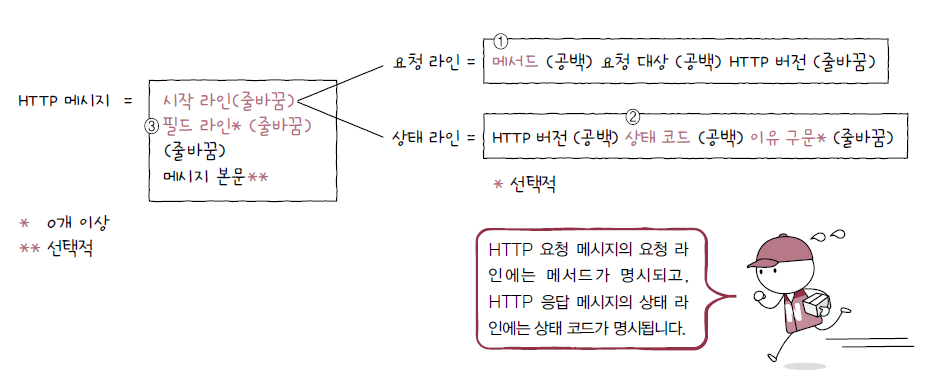 ①
요청 라인 = 메서드 (공백) 요청 대상 (공백) HTTP 버전 (줄바꿈)
HTTP 메시지 = 시작 라인(줄바꿈)
③ 필드 라인* (줄바꿈)
(줄바꿈)
메시지 본문**
②
상태 라인 = HTTP 버전 (공백) 상태 코드 (공백) 이유 구문* (줄바꿈)
* 선택적
* 0개 이상
** 선택적
HTTP 요청 메시지의 요청 라
인에는 메서드가 명시되고,
HTTP 응답 메시지의 상태 라
인에는 상태 코드가 명시됩니다.